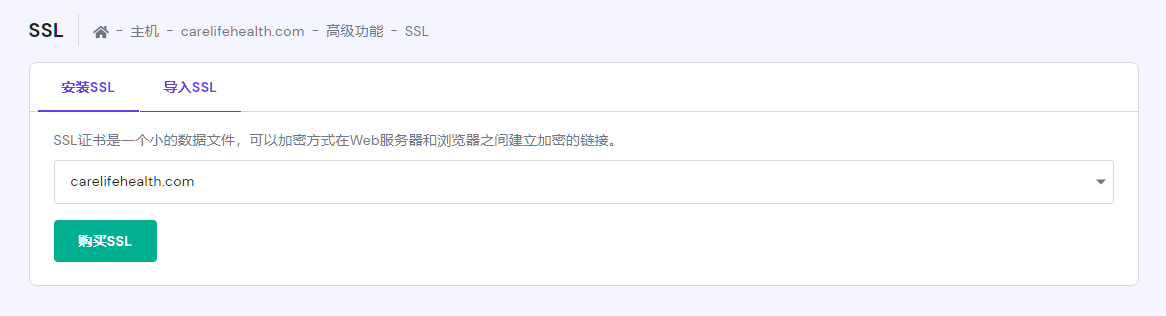 SSL
- 主机 - carelifehealth.com - 高级功能 - SSL
安装SSL 导入SSL
SSL证书是一个小的数据文件，可以加密方式在Web服务器和浏览器之间建立加密的链接。
carelifehealth.com
购买SSL